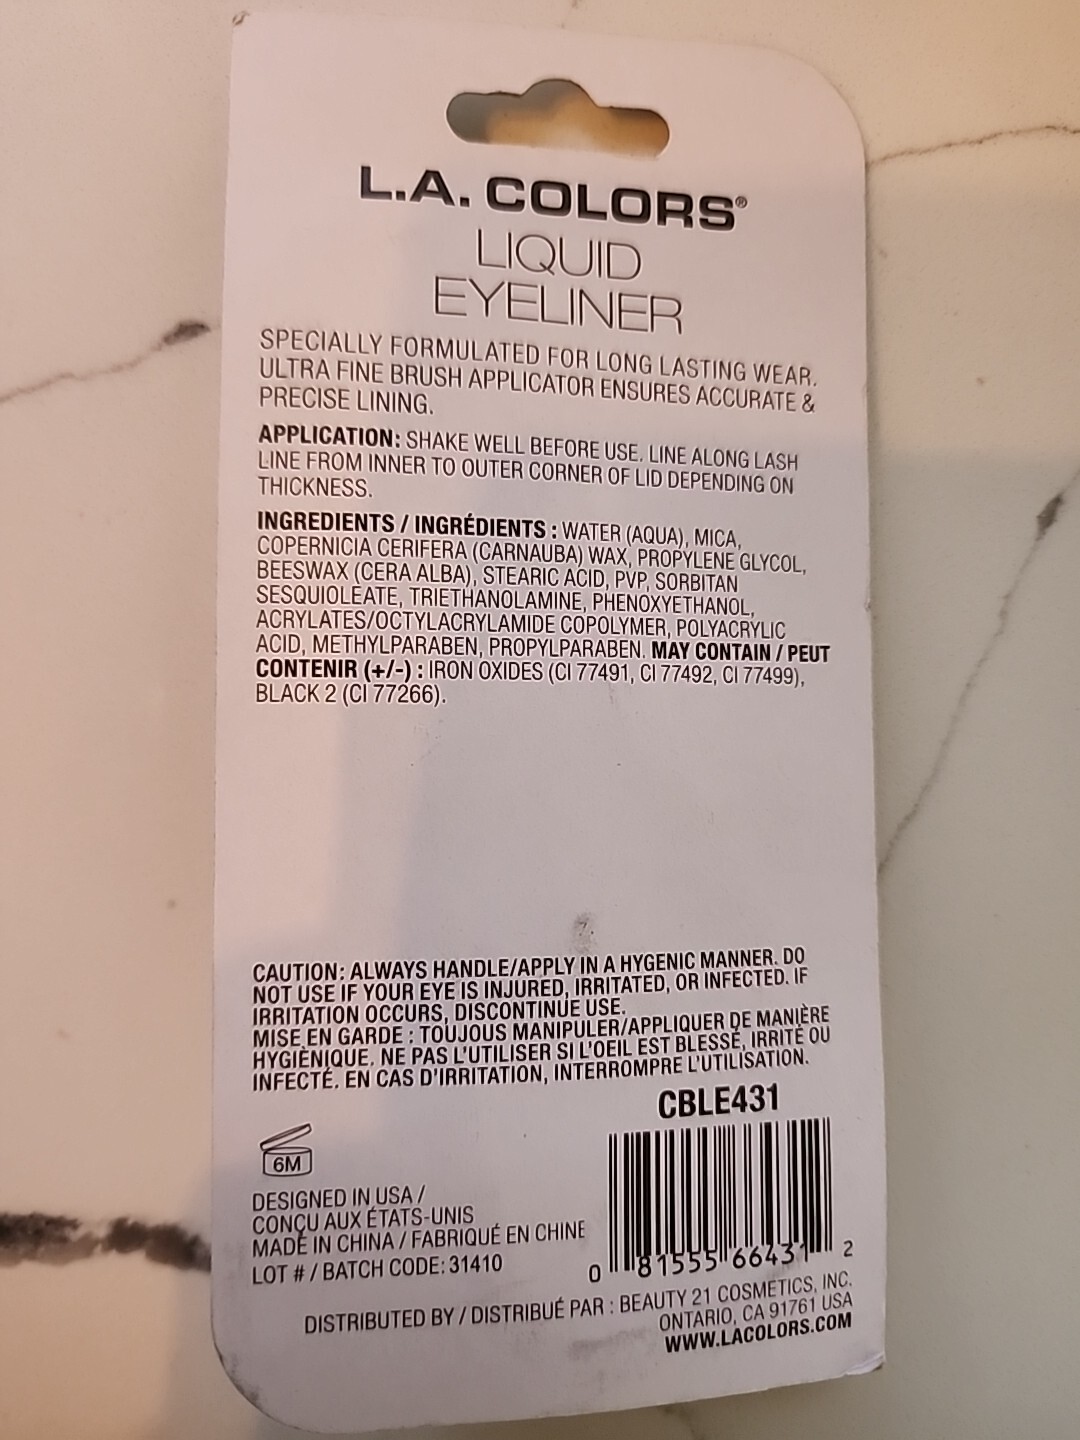 L.A. COLORS®
LIQUID
EYELINER
SPECIALLY FORMULATED FOR LONG LASTING WEAR.
ULTRA FINE BRUSH APPLICATOR ENSURES ACCURATE &
PRECISE LINING.
APPLICATION: SHAKE WELL BEFORE USE. LINE ALONG LASH
LINE FROM INNER TO OUTER CORNER OF LID DEPENDING ON
THICKNESS.
INGREDIENTS / INGRÉDIENTS : WATER (AQUA), MICA,
COPERNICIA CERIFERA (CARNAUBA) WAX, PROPYLENE GLYCOL,
BEESWAX (CERA ALBA), STEARIC ACID, PVP, SORBITAN
SESQUIOLEATE, TRIETHANOLAMINE, PHENOXYETHANOL,
ACRYLATES/OCTYLACRYLAMIDE COPOLYMER, POLYACRYLIC
ACID, METHYLPARABEN, PROPYLPARABEN. MAY CONTAIN / PEUT
CONTENIR (+/-) : IRON OXIDES (CI 77491, CI 77492, CI 77499),
BLACK 2 (CI 77266).
CAUTION: ALWAYS HANDLE/APPLY IN A HYGENIC MANNER. DO
NOT USE IF YOUR EYE IS INJURED, IRRITATED, OR INFECTED. IF
IRRITATION OCCURS, DISCONTINUE USE.
MISE EN GARDE : TOUJOUS MANIPULER/APPLIQUER DE MANIÈRE
HYGIÈNIQUE. NE PAS L'UTILISER SI L'OEIL EST BLESSÉ, IRRITÉ OU
INFECTÉ. EN CAS D'IRRITATION, INTERROMPRE L'UTILISATION.
CBLE431
6M
DESIGNED IN USA /
CONÇU AUX ÉTATS-UNIS
MADE IN CHINA / FABRIQUÉ EN CHINE
LOT # / BATCH CODE: 31410
0 81555 66431 2
DISTRIBUTED BY / DISTRIBUÉ PAR : BEAUTY 21 COSMETICS, INC.
ONTARIO, CA 91761 USA
WWW.LACOLORS.COM